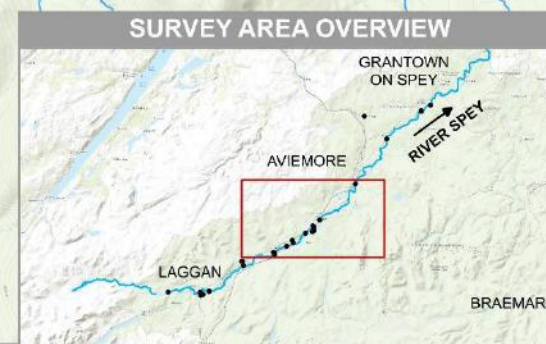 SURVEY AREA OVERVIEW
GRANTOWN
ON SPEY
RIVER SPEY
AVIEMORE
LAGGAN
BRAEMAR